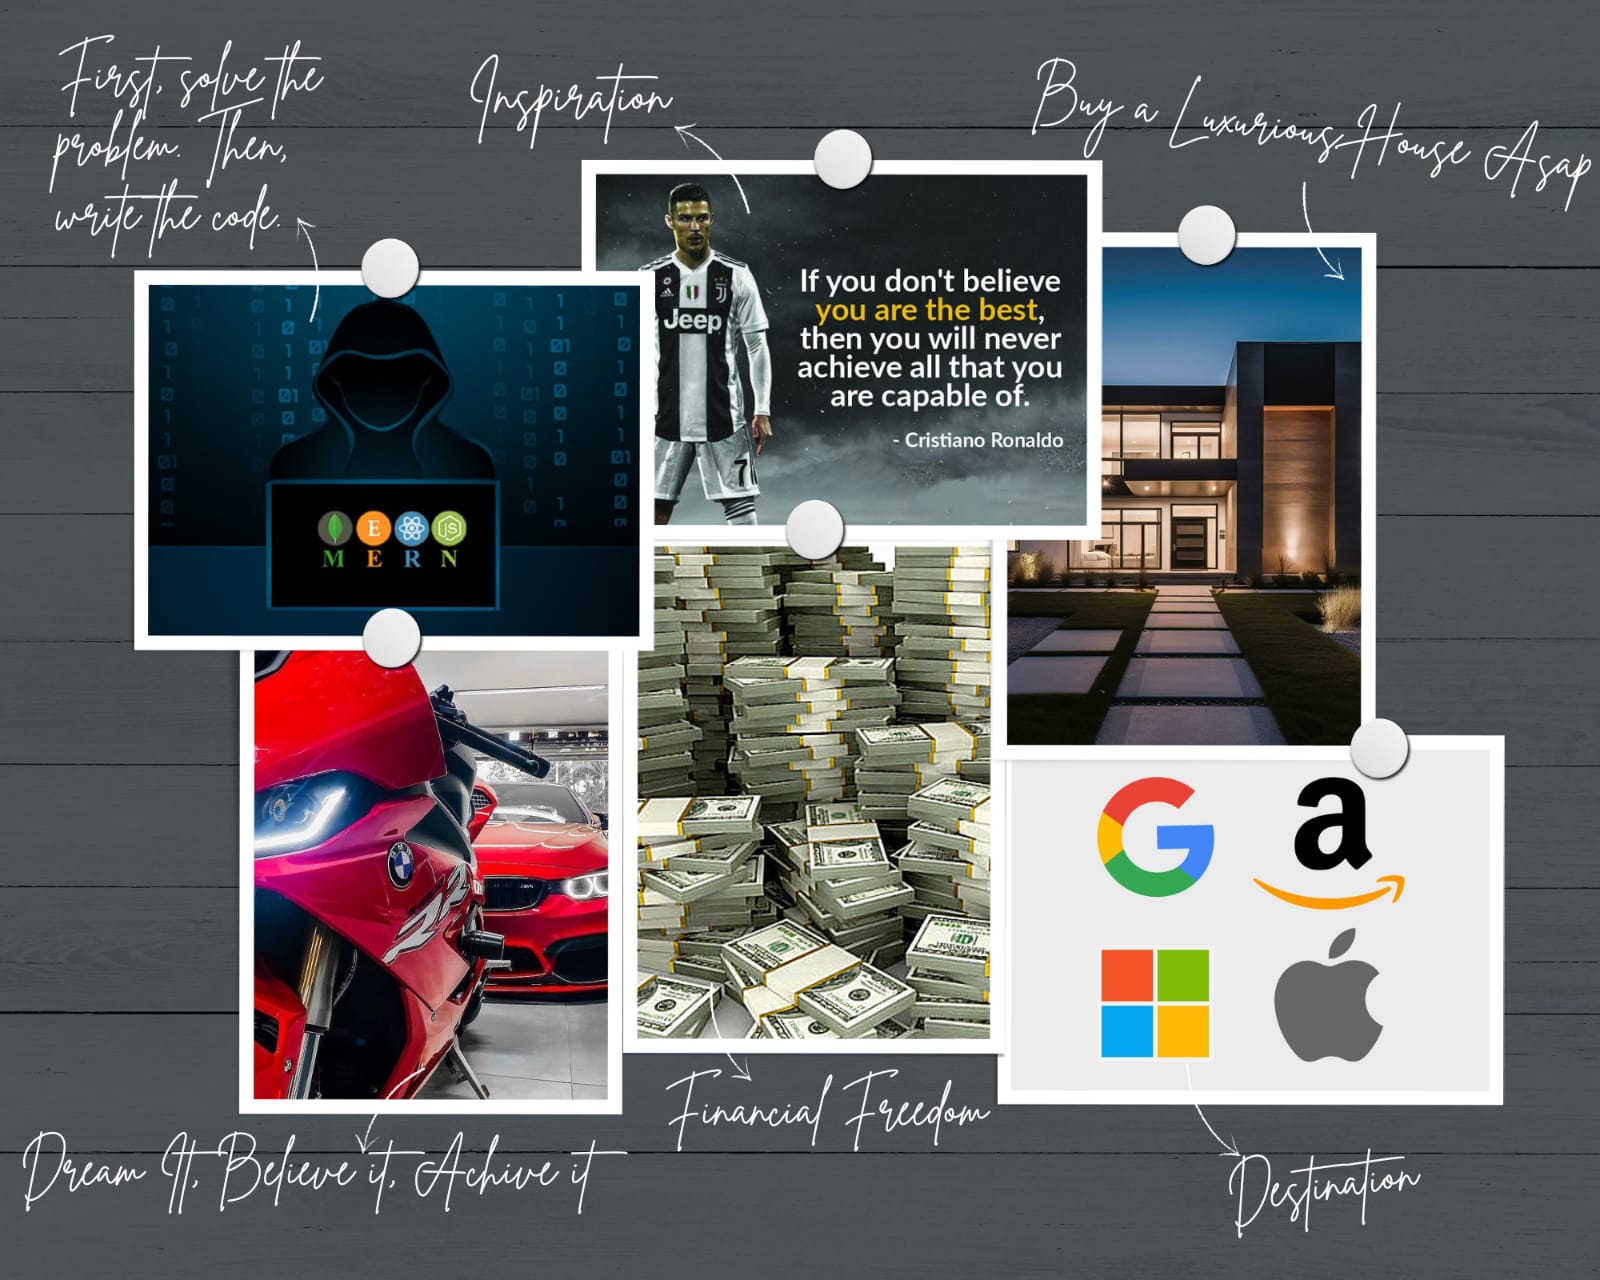 First, solve the
problem. Then,
write the code.
Inspiration
Buy a Luxurious House Asap
If you don't believe
you are the best,
then you will never
achieve all that you
are capable of.
- Cristiano Ronaldo
Jeep
7
M E R N
Financial Freedom
Dream It, Believe it, Achive it
Destination